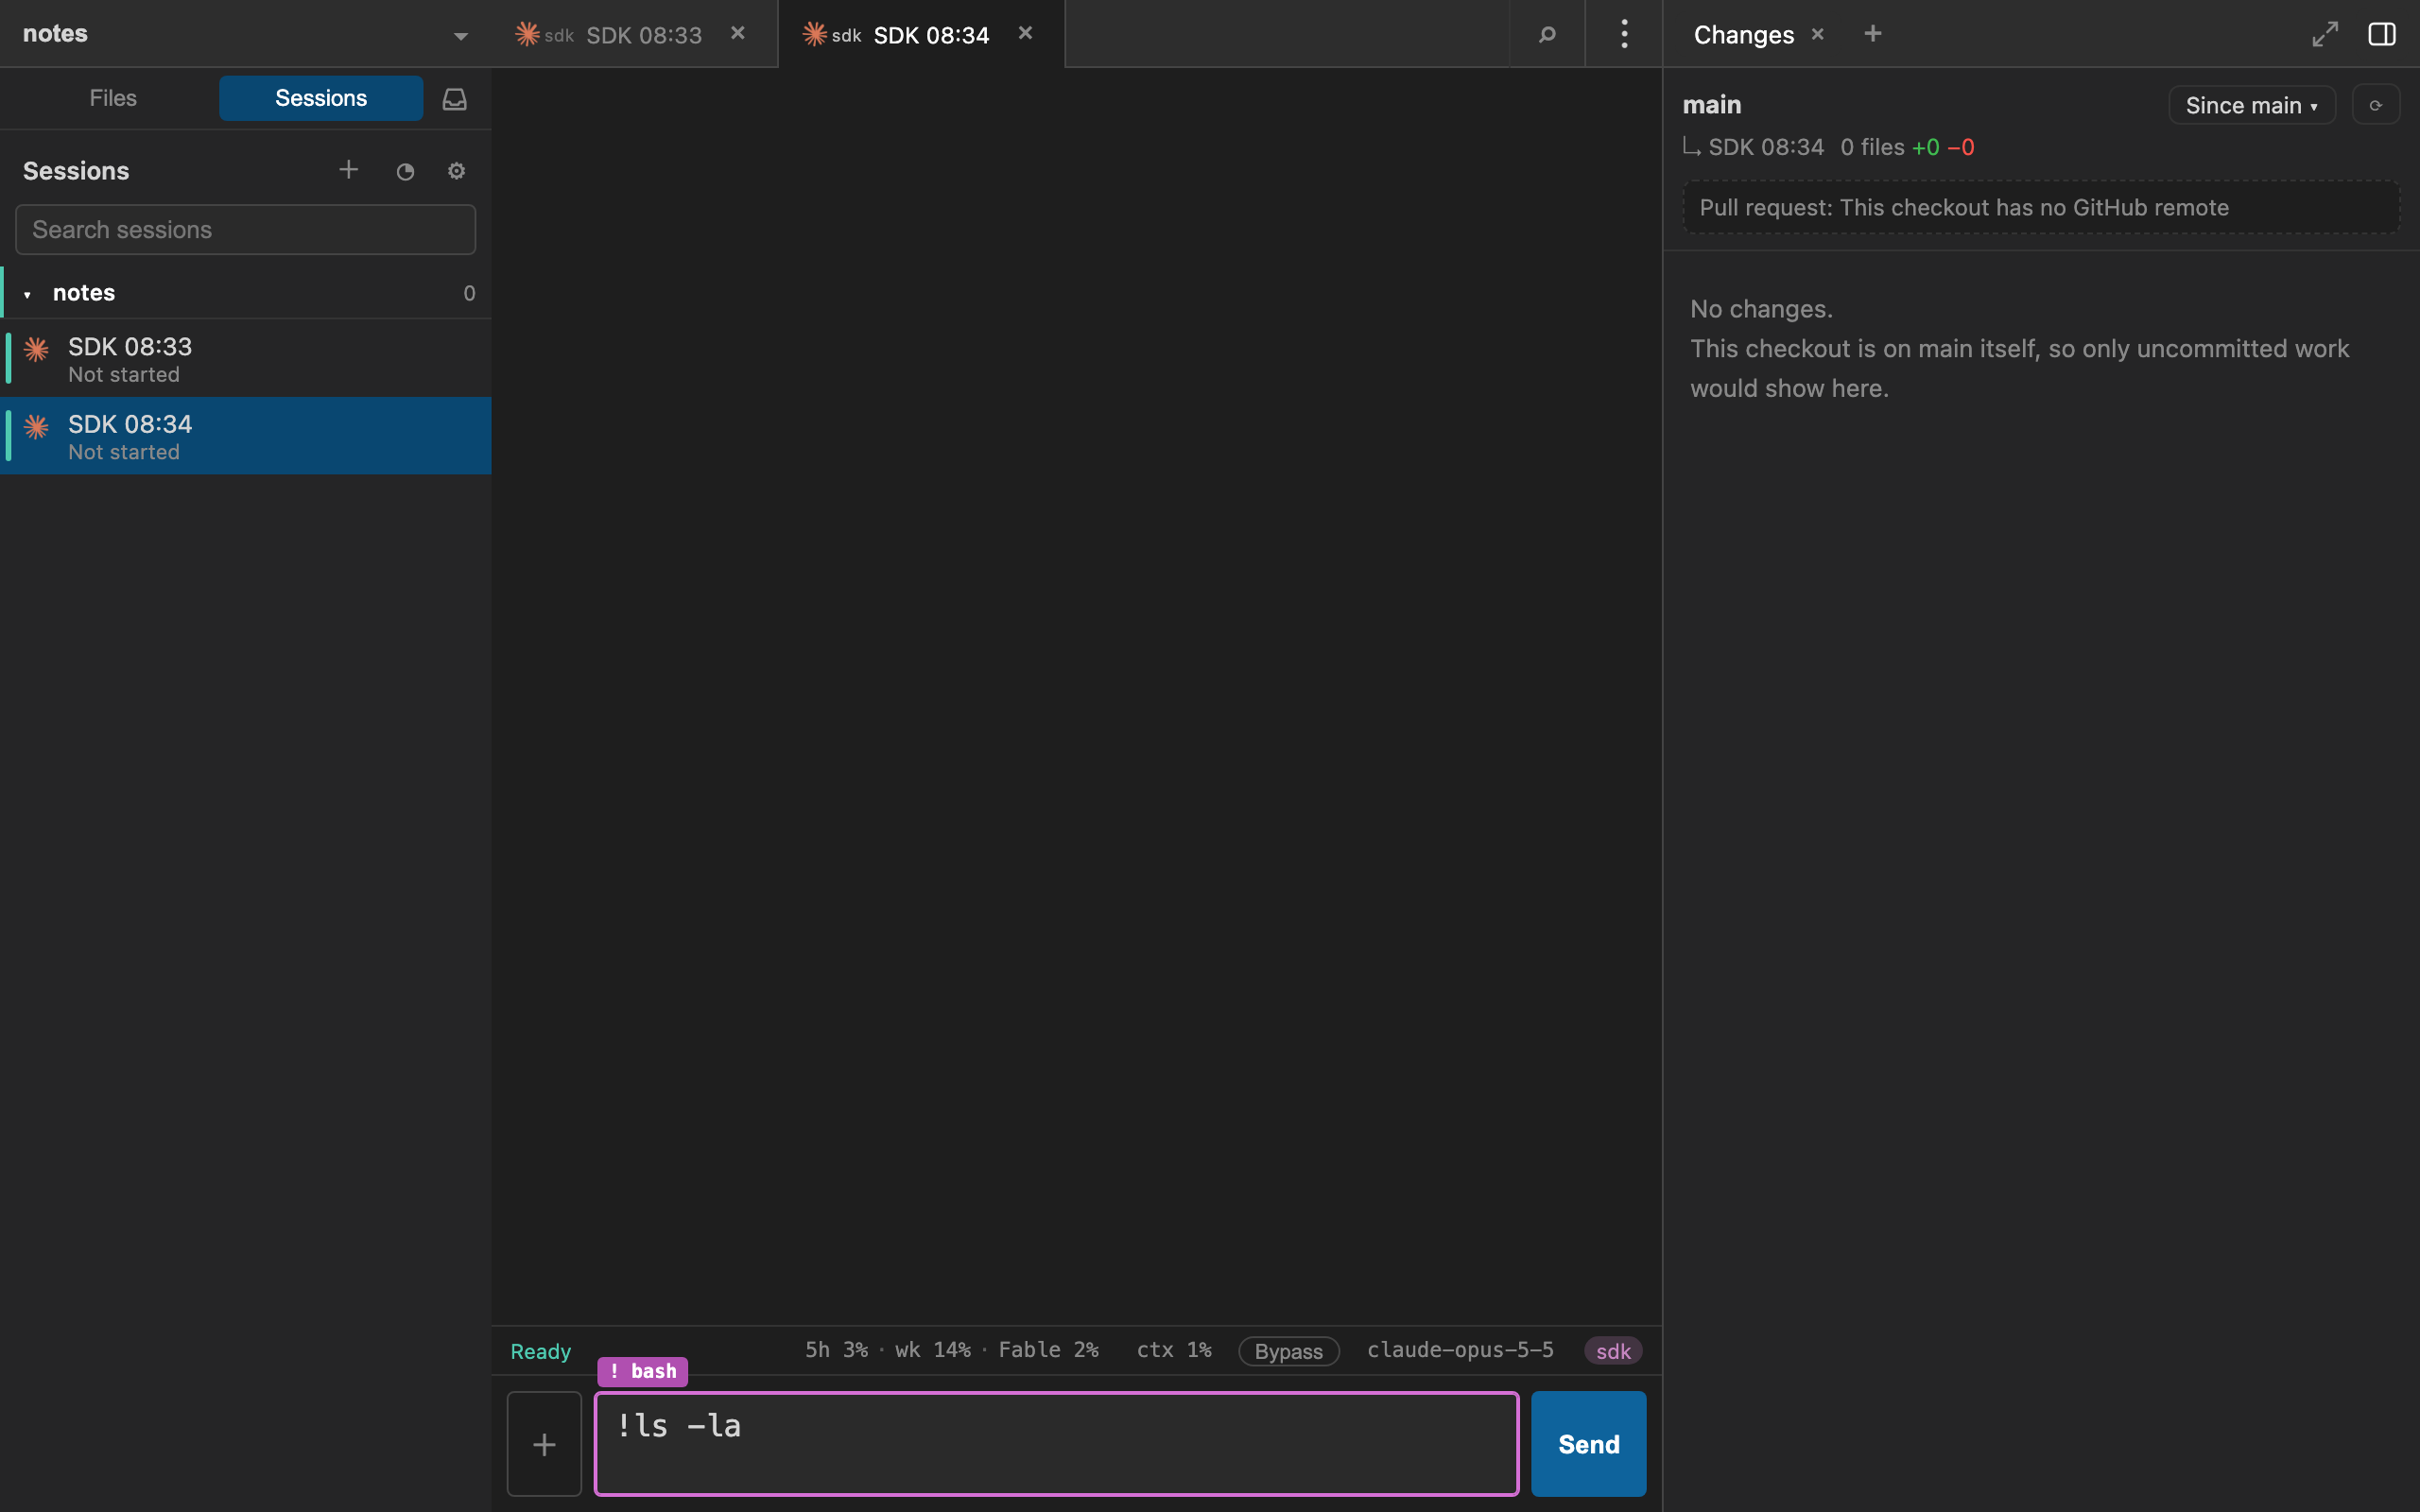 notes
sdk SDK 08:33
sdk SDK 08:34
Changes
Files
Sessions
Sessions
Search sessions
notes 0
SDK 08:33
Not started
SDK 08:34
Not started
main
Since main
SDK 08:34 0 files +0 −0
Pull request: This checkout has no GitHub remote
No changes.
This checkout is on main itself, so only uncommitted work
would show here.
Ready 5h 3% · wk 14% · Fable 2% ctx 1% Bypass claude-opus-5-5 sdk
! bash
!ls -la
Send